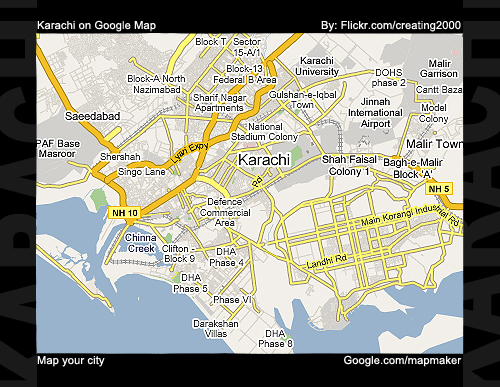 Karachi on Google Map
By: Flickr.com/creating2000
Block T
Sector
15-A/1
Block-13
Federal B Area
Karachi
University
DOHS
phase 2
Malir
Garrison
Block-A North
Nazimabad
Sharif Nagar
Apartments
Gulshan-e-Iqbal
Town
Cantt Baza
Jinnah
International
Airport
Model
Colony
Saeedabad
National
Stadium Colony
PAF Base
Masroor
Lyari Expy
Malir Town
Shershah
Karachi
Shah Faisal
Colony 1
Bagh-e-Malir
Block 'A'
Singo Lane
Rd
NH 5
NH 10
Defence
Commercial
Area
Main Korangi Industrial Rd
Chinna
Creek
Clifton -
Block 9
DHA
Phase 4
Landhi Rd
DHA
Phase 5
Phase VI
Darakshan
Villas
DHA
Phase 8
Map your city
Google.com/mapmaker